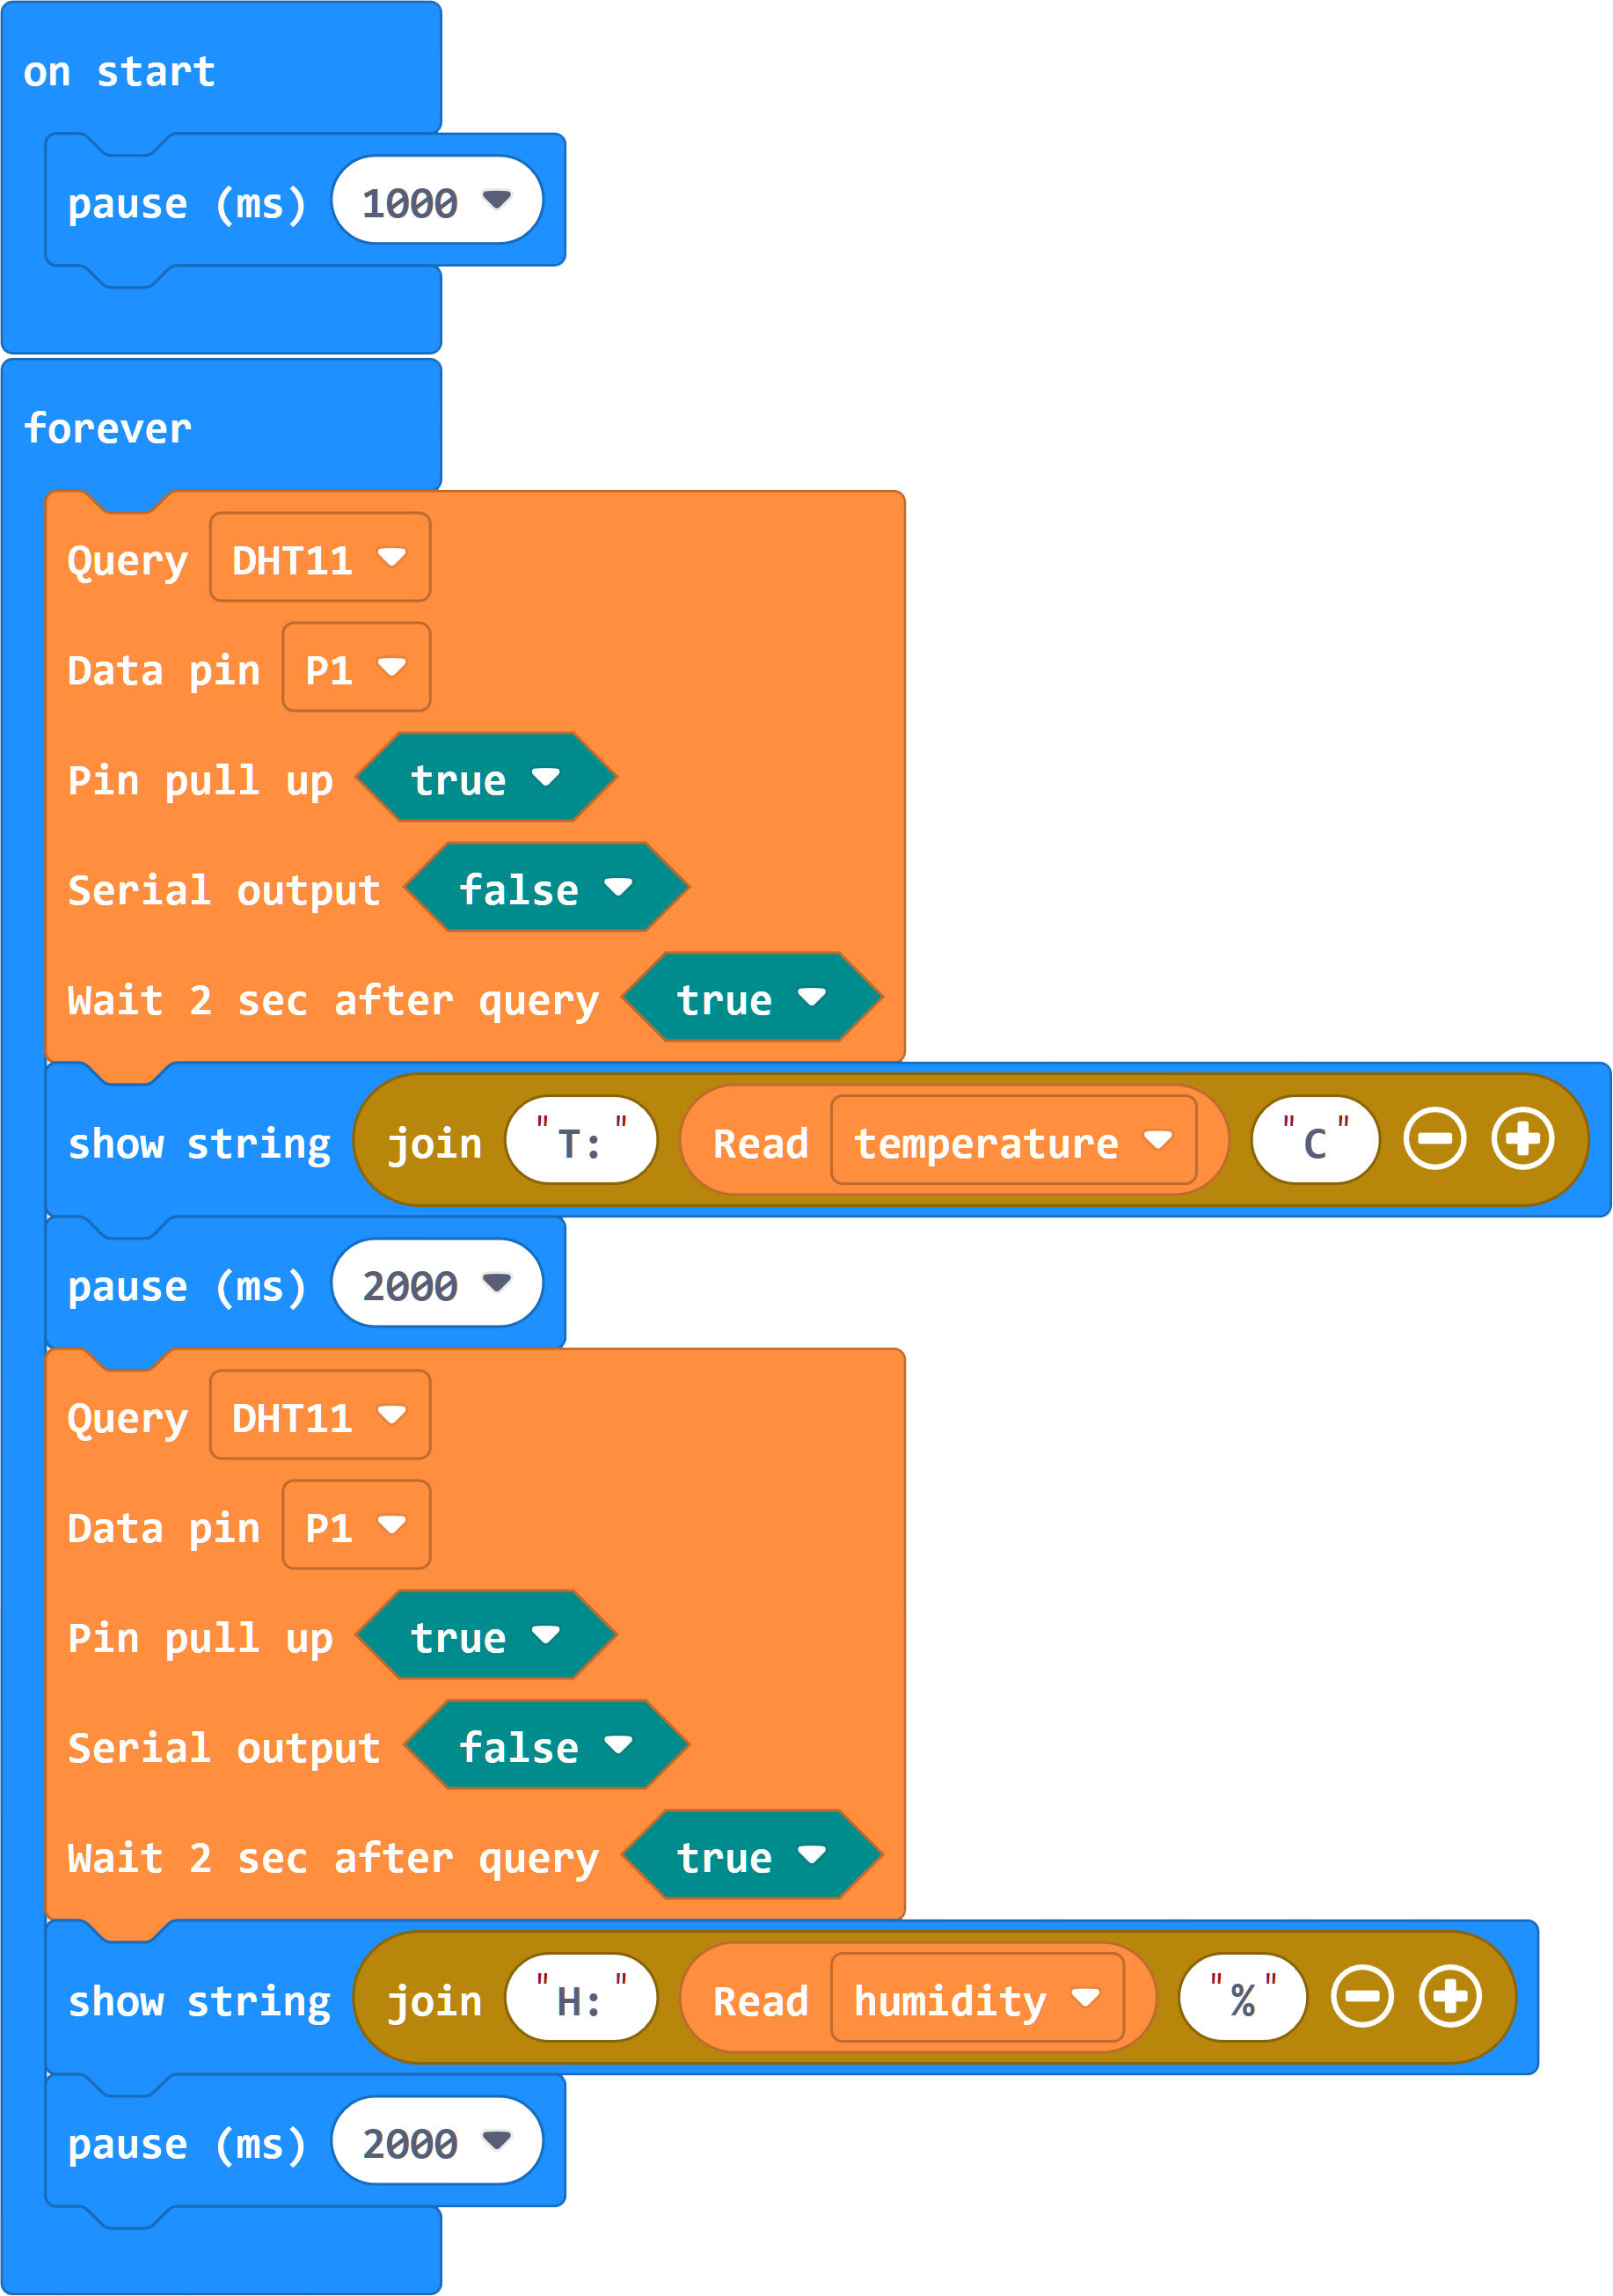 on start
pause (ms) 1000
forever
Query DHT11
Data pin P1
Pin pull up true
Serial output false
Wait 2 sec after query true
show string join "T:" Read temperature "C"
pause (ms) 2000
Query DHT11
Data pin P1
Pin pull up true
Serial output false
Wait 2 sec after query true
show string join "H:" Read humidity "%"
pause (ms) 2000